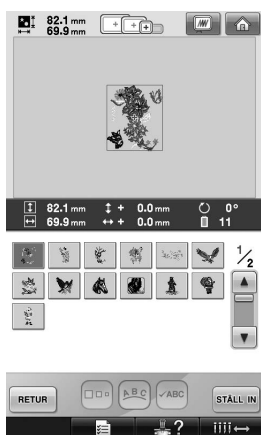 82.1 mm
69.9 mm
82.1 mm + 0.0 mm 0°
69.9 mm + 0.0 mm 11
1/2
ABC ABC
RETUR STÄLL IN
?